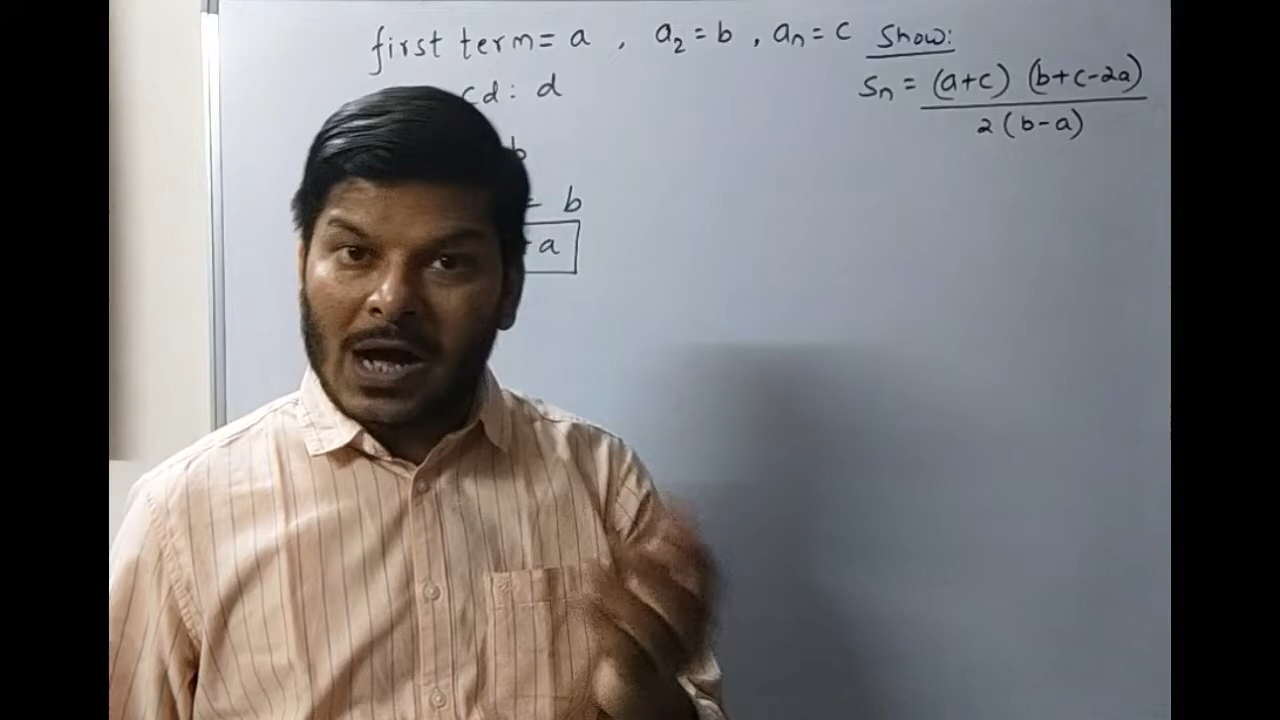 first term = a , a₂ = b , aₙ = c Show:
Sₙ = (a+c) (b+c-2a)
2 (b-a)
cd : d
b
b
a